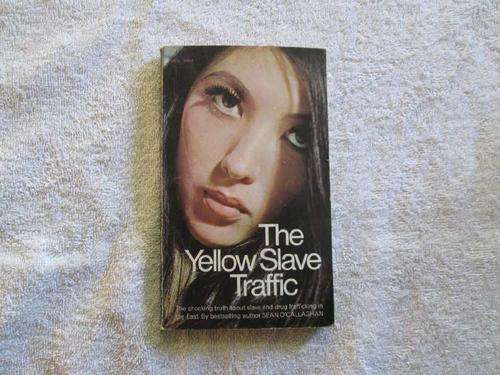 The
Yellow Slave
Traffic
The shocking truth about slave and drug trafficking in
the East. By bestselling author SEAN O'CALLAGHAN